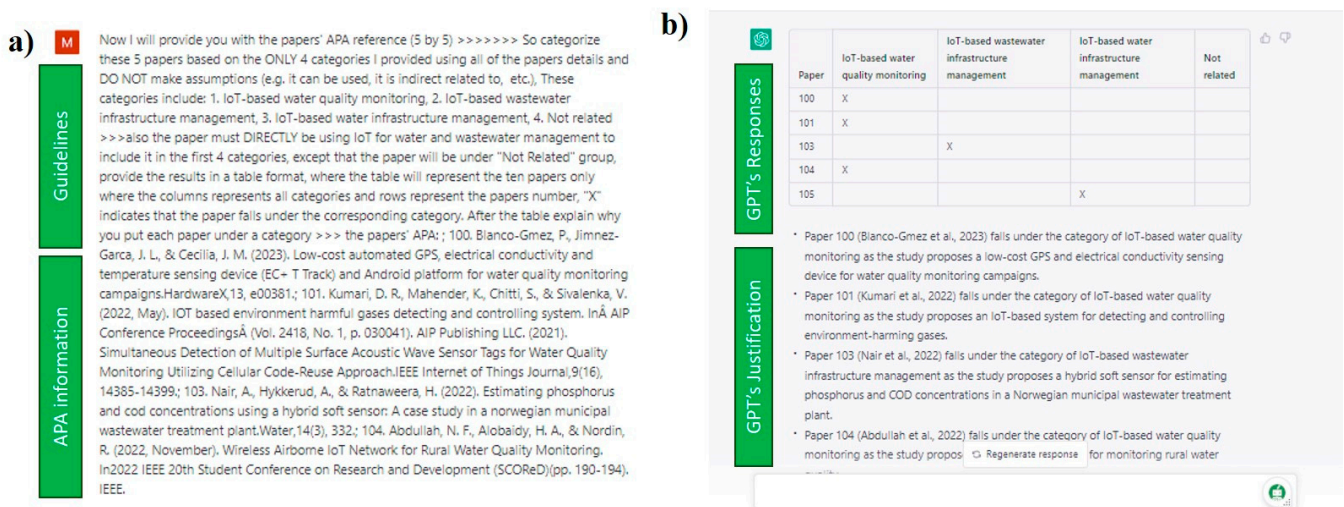 a)
M
Guidelines
APA information
Now I will provide you with the papers' APA reference (5 by 5) >>>>>>> So categorize
these 5 papers based on the ONLY 4 categories I provided using all of the papers details and
DO NOT make assumptions (e.g. it can be used, it is indirect related to, etc.), These
categories include: 1. IoT-based water quality monitoring, 2. IoT-based wastewater
infrastructure management, 3. IoT-based water infrastructure management, 4. Not related
>>>also the paper must DIRECTLY be using IoT for water and wastewater management to
include it in the first 4 categories, except that the paper will be under "Not Related" group,
provide the results in a table format, where the table will represent the ten papers only
where the columns represents all categories and rows represent the papers number, "X"
indicates that the paper falls under the corresponding category. After the table explain why
you put each paper under a category >>> the papers' APA: ; 100. Blanco-Gmez, P., Jimnez-
Garca, J. L., & Cecilia, J. M. (2023). Low-cost automated GPS, electrical conductivity and
temperature sensing device (EC+ T Track) and Android platform for water quality monitoring
campaigns.HardwareX,13, e00381.; 101. Kumari, D. R., Mahender, K., Chitti, S., & Sivalenka, V.
(2022, May). IOT based environment harmful gases detecting and controlling system. InÂ AIP
Conference ProceedingsÂ (Vol. 2418, No. 1, p. 030041). AIP Publishing LLC. (2021).
Simultaneous Detection of Multiple Surface Acoustic Wave Sensor Tags for Water Quality
Monitoring Utilizing Cellular Code-Reuse Approach.IEEE Internet of Things Journal,9(16),
14385-14399.; 103. Nair, A., Hykkerud, A., & Ratnaweera, H. (2022). Estimating phosphorus
and cod concentrations using a hybrid soft sensor: A case study in a norwegian municipal
wastewater treatment plant.Water,14(3), 332.; 104. Abdullah, N. F., Alobaidy, H. A., & Nordin,
R. (2022, November). Wireless Airborne IoT Network for Rural Water Quality Monitoring.
In2022 IEEE 20th Student Conference on Research and Development (SCOReD)(pp. 190-194).
IEEE.
b)
GPT's Responses
GPT's Justification
Paper
IoT-based water
quality monitoring
IoT-based wastewater
infrastructure
management
IoT-based water
infrastructure
management
Not
related
100 X
101 X
103 X
104 X
105 X
• Paper 100 (Blanco-Gmez et al., 2023) falls under the category of IoT-based water quality
monitoring as the study proposes a low-cost GPS and electrical conductivity sensing
device for water quality monitoring campaigns.
• Paper 101 (Kumari et al., 2022) falls under the category of IoT-based water quality
monitoring as the study proposes an IoT-based system for detecting and controlling
environment-harming gases.
• Paper 103 (Nair et al., 2022) falls under the category of IoT-based wastewater
infrastructure management as the study proposes a hybrid soft sensor for estimating
phosphorus and COD concentrations in a Norwegian municipal wastewater treatment
plant.
• Paper 104 (Abdullah et al., 2022) falls under the category of IoT-based water quality
monitoring as the study propos Regenerate response for monitoring rural water